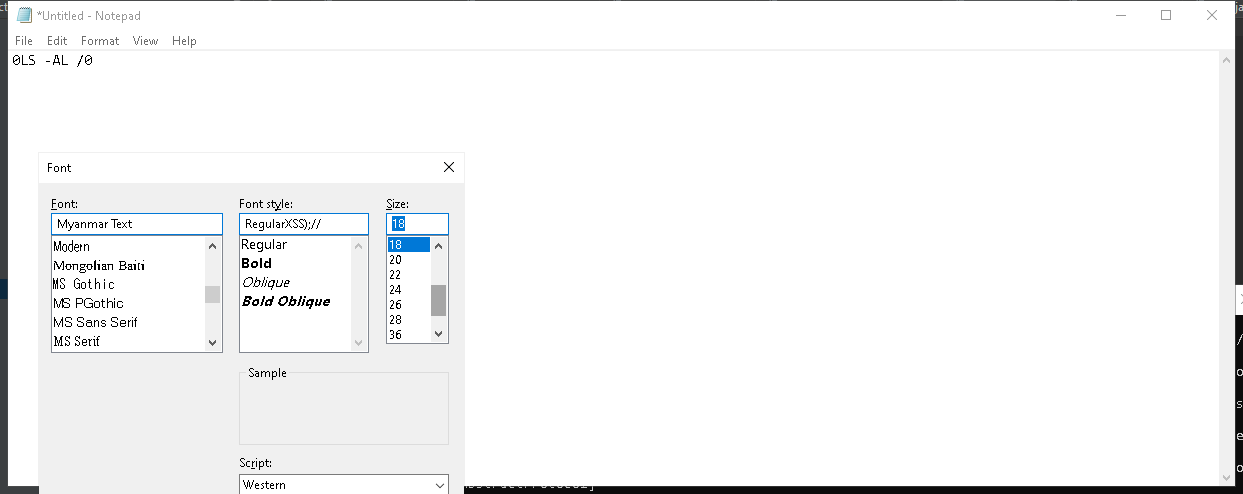 *Untitled - Notepad
File Edit Format View Help
0LS -AL /0
Font
Font: Font style: Size:
Myanmar Text RegularXSS);// 18
Modern Regular 18
Mongolian Baiti Bold 20
MS Gothic Oblique 22
MS PGothic Bold Oblique 24
MS Sans Serif 26
MS Serif 28
36
Sample
Script:
Western